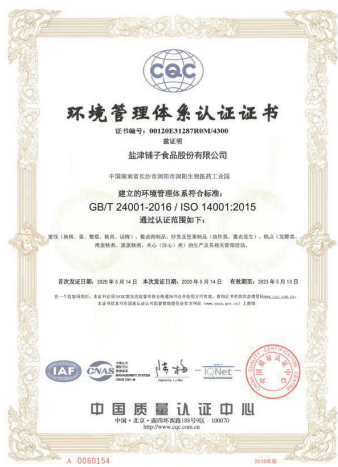 CQC
环境管理体系认证证书
证书编号：00120E31287R0M/4300
兹证明
盐津铺子食品股份有限公司
中国湖南省长沙市浏阳市浏阳生物医药工业园
建立的环境管理体系符合标准：
GB/T 24001-2016 / ISO 14001:2015
通过认证范围如下：
首次发证日期：2020年5月14日 本次发证日期：2020年5月14日 有效期至：2023年5月13日
IAF
CNAS
MANAGEMENT SYSTEM
IQNet
中国质量认证中心
中国·北京·南四环西路188号9区 100070
http://www.cqc.com.cn
A 0060154